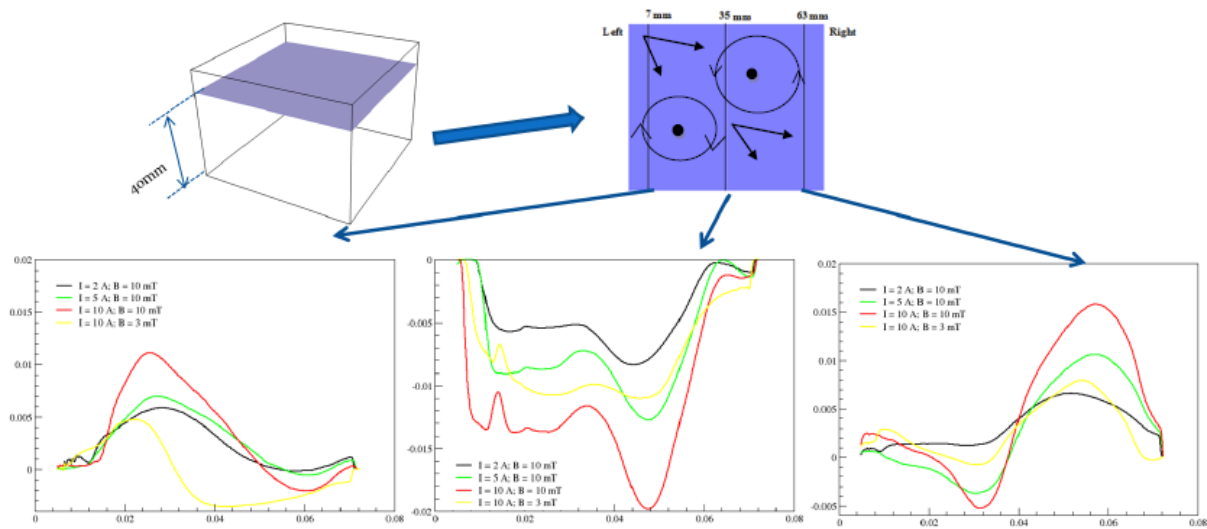 7 mm 35 mm 63 mm
Left Right
40mm
0.02
0.015
0.01
0.005
0
I = 2 A; B = 10 mT
I = 5 A; B = 10 mT
I = 10 A; B = 10 mT
I = 10 A; B = 3 mT
0 0.02 0.04 0.06 0.08
0
-0.005
-0.01
-0.015
-0.02
I = 2 A; B = 10 mT
I = 5 A; B = 10 mT
I = 10 A; B = 10 mT
I = 10 A; B = 3 mT
0 0.02 0.04 0.06 0.08
0.02
0.015
0.01
0.005
0
-0.005
I = 2 A; B = 10 mT
I = 5 A; B = 10 mT
I = 10 A; B = 10 mT
I = 10 A; B = 3 mT
0 0.02 0.04 0.06 0.08